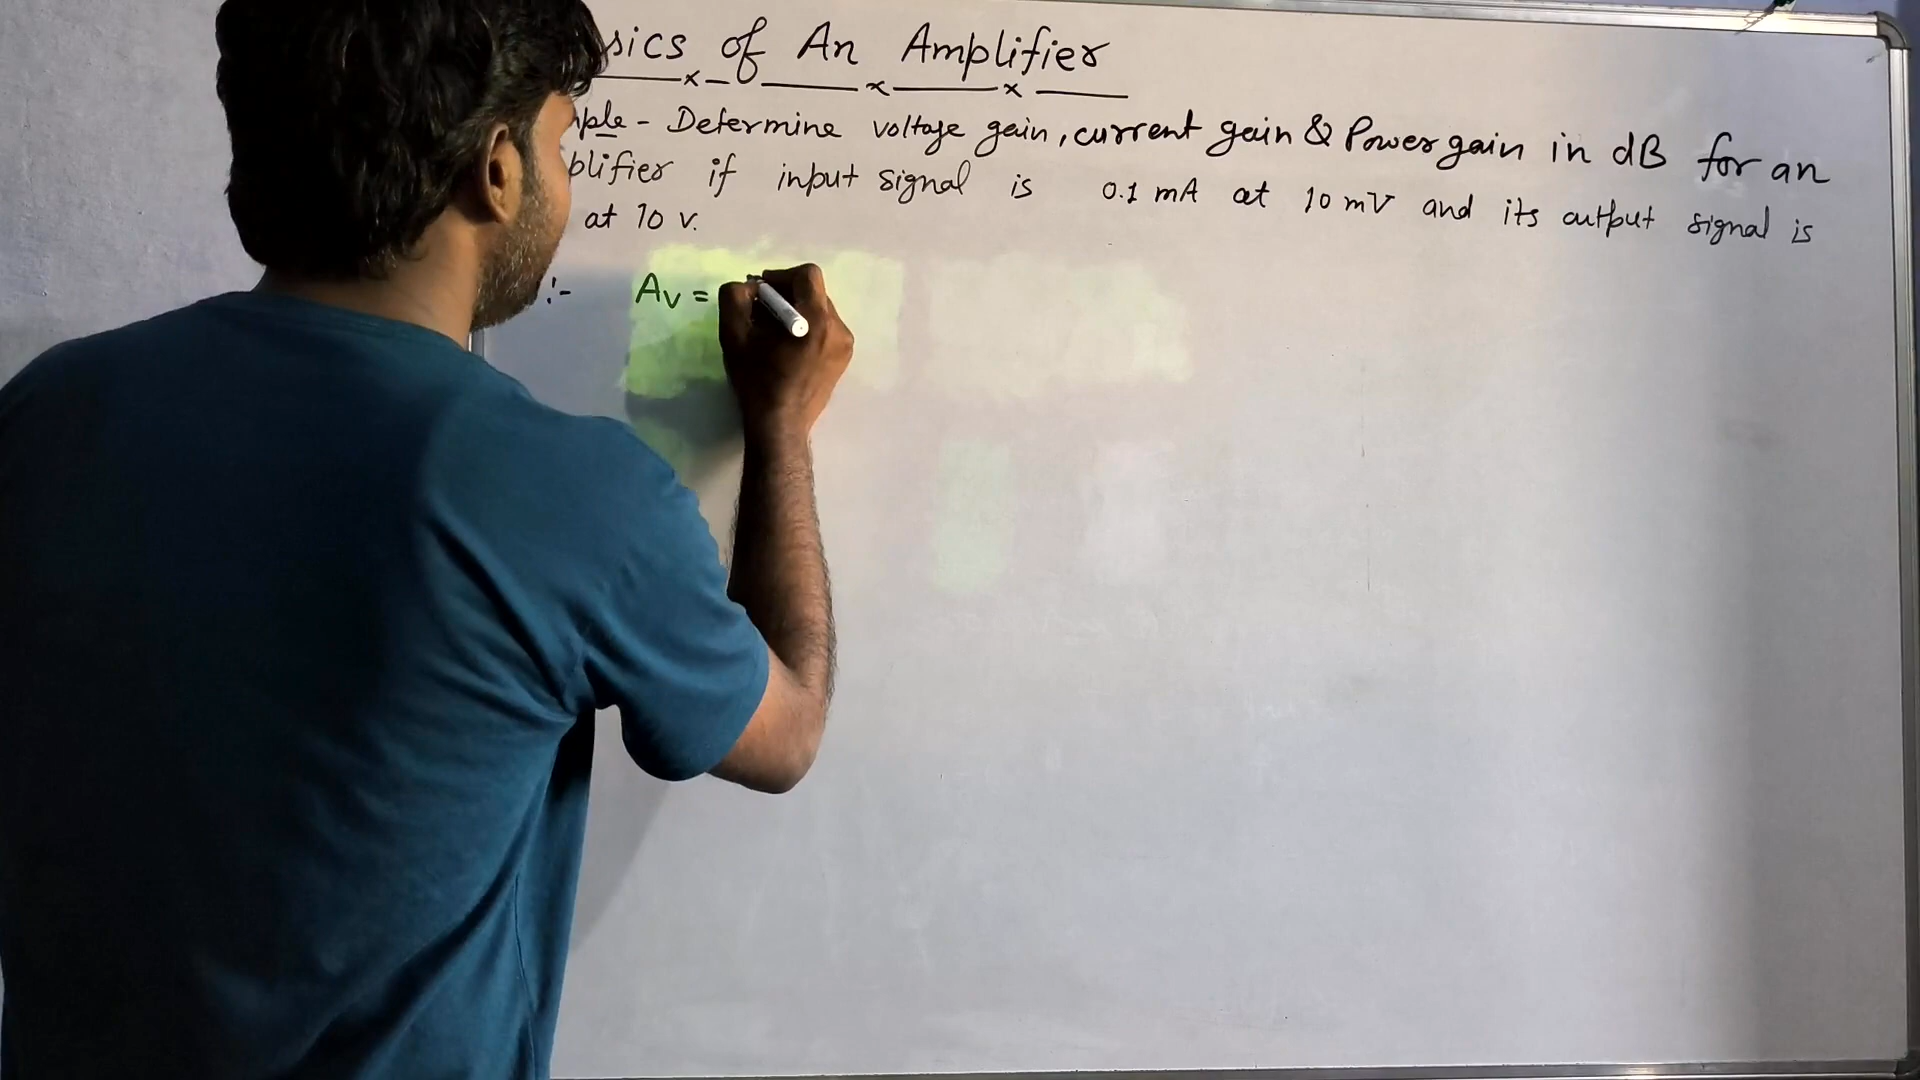 sics of An Amplifier
mple - Determine voltage gain, current gain & Power gain in dB for an
plifier if input signal is 0.1 mA at 10 mV and its output signal is
at 10 v.
:- Av =